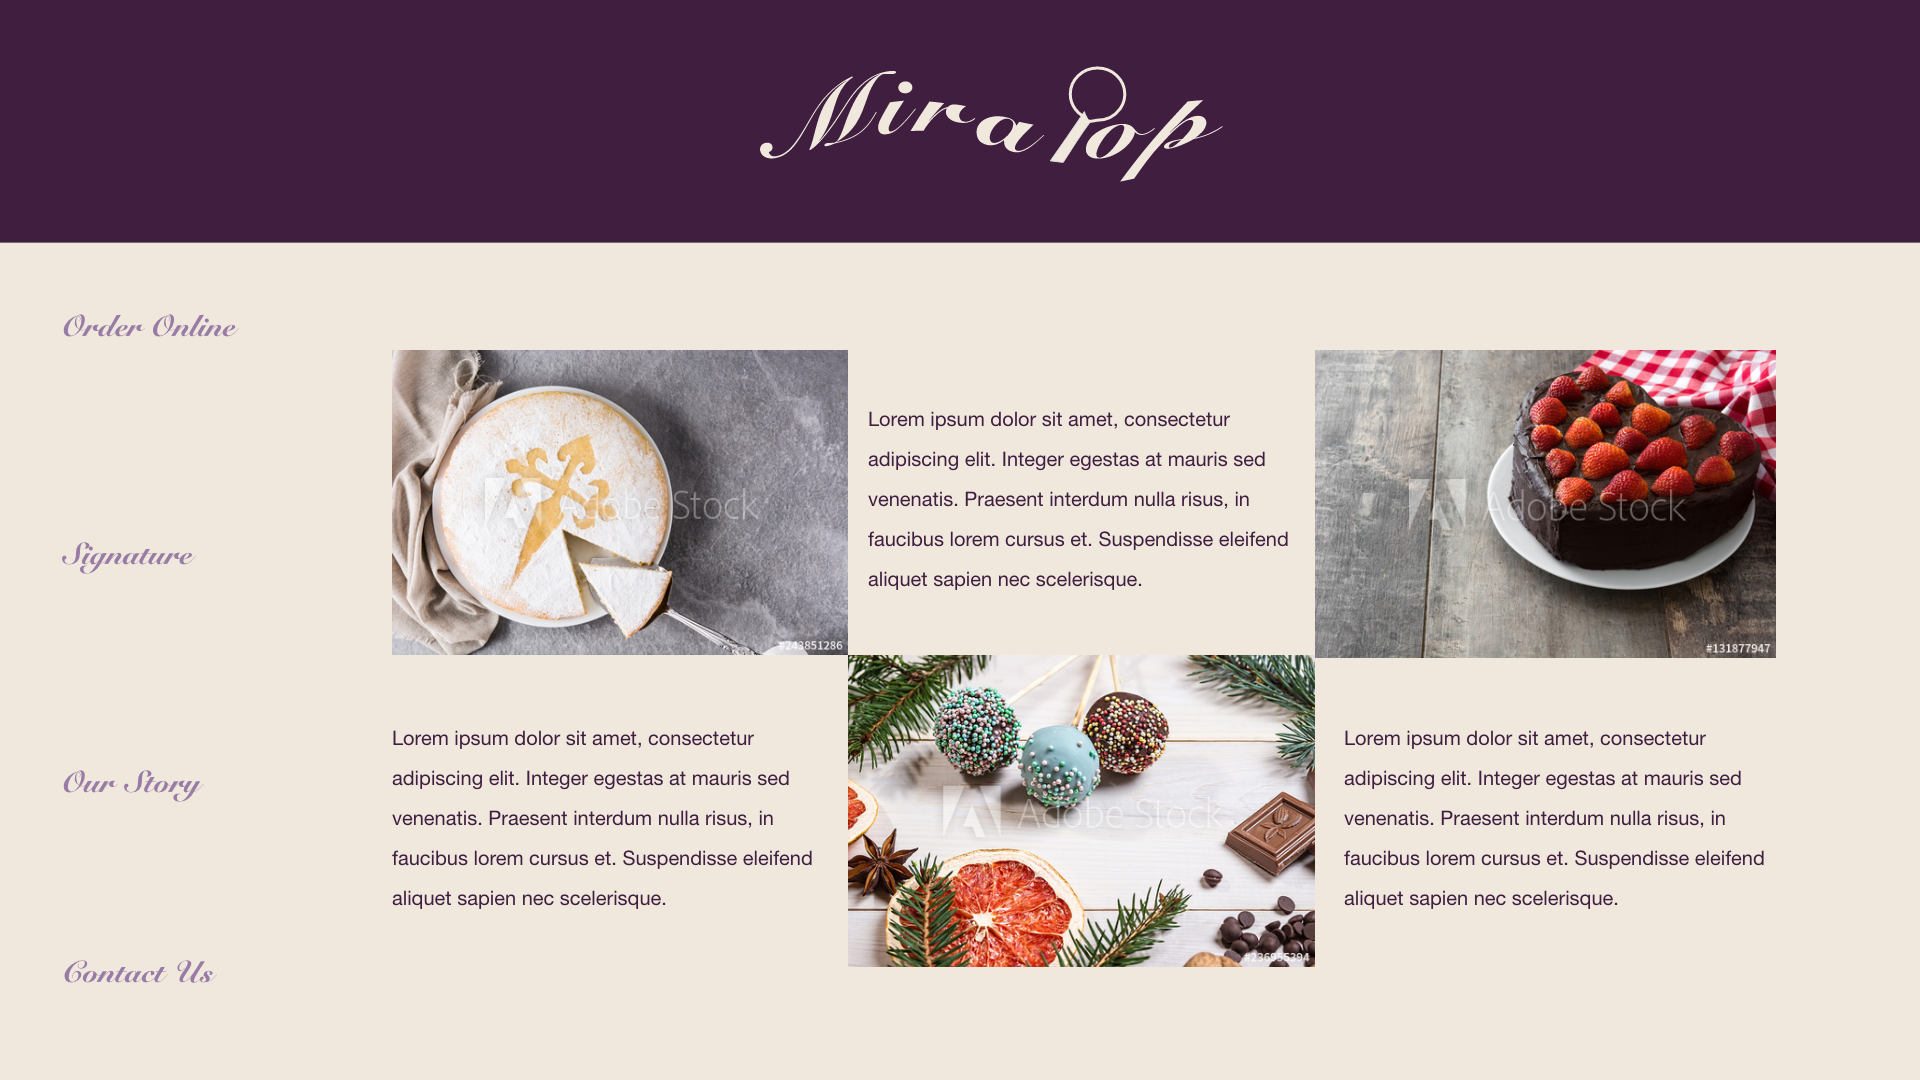 Mira Pop
Order Online
Signature
Our Story
Contact Us
Adobe Stock
#243851286
Lorem ipsum dolor sit amet, consectetur
adipiscing elit. Integer egestas at mauris sed
venenatis. Praesent interdum nulla risus, in
faucibus lorem cursus et. Suspendisse eleifend
aliquet sapien nec scelerisque.
Adobe Stock
#131877947
Lorem ipsum dolor sit amet, consectetur
adipiscing elit. Integer egestas at mauris sed
venenatis. Praesent interdum nulla risus, in
faucibus lorem cursus et. Suspendisse eleifend
aliquet sapien nec scelerisque.
Adobe Stock
#236955394
Lorem ipsum dolor sit amet, consectetur
adipiscing elit. Integer egestas at mauris sed
venenatis. Praesent interdum nulla risus, in
faucibus lorem cursus et. Suspendisse eleifend
aliquet sapien nec scelerisque.